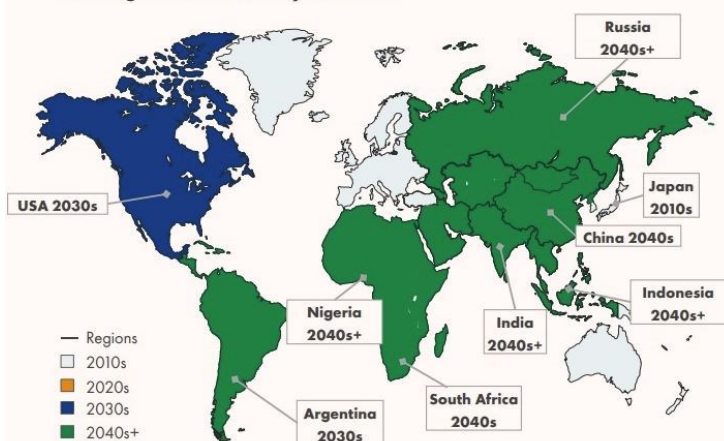 Russia
2040s+
USA 2030s
Japan
2010s
China 2040s
Nigeria
2040s+
India
2040s+
Indonesia
2040s+
South Africa
2040s
Argentina
2030s
Regions
2010s
2020s
2030s
2040s+